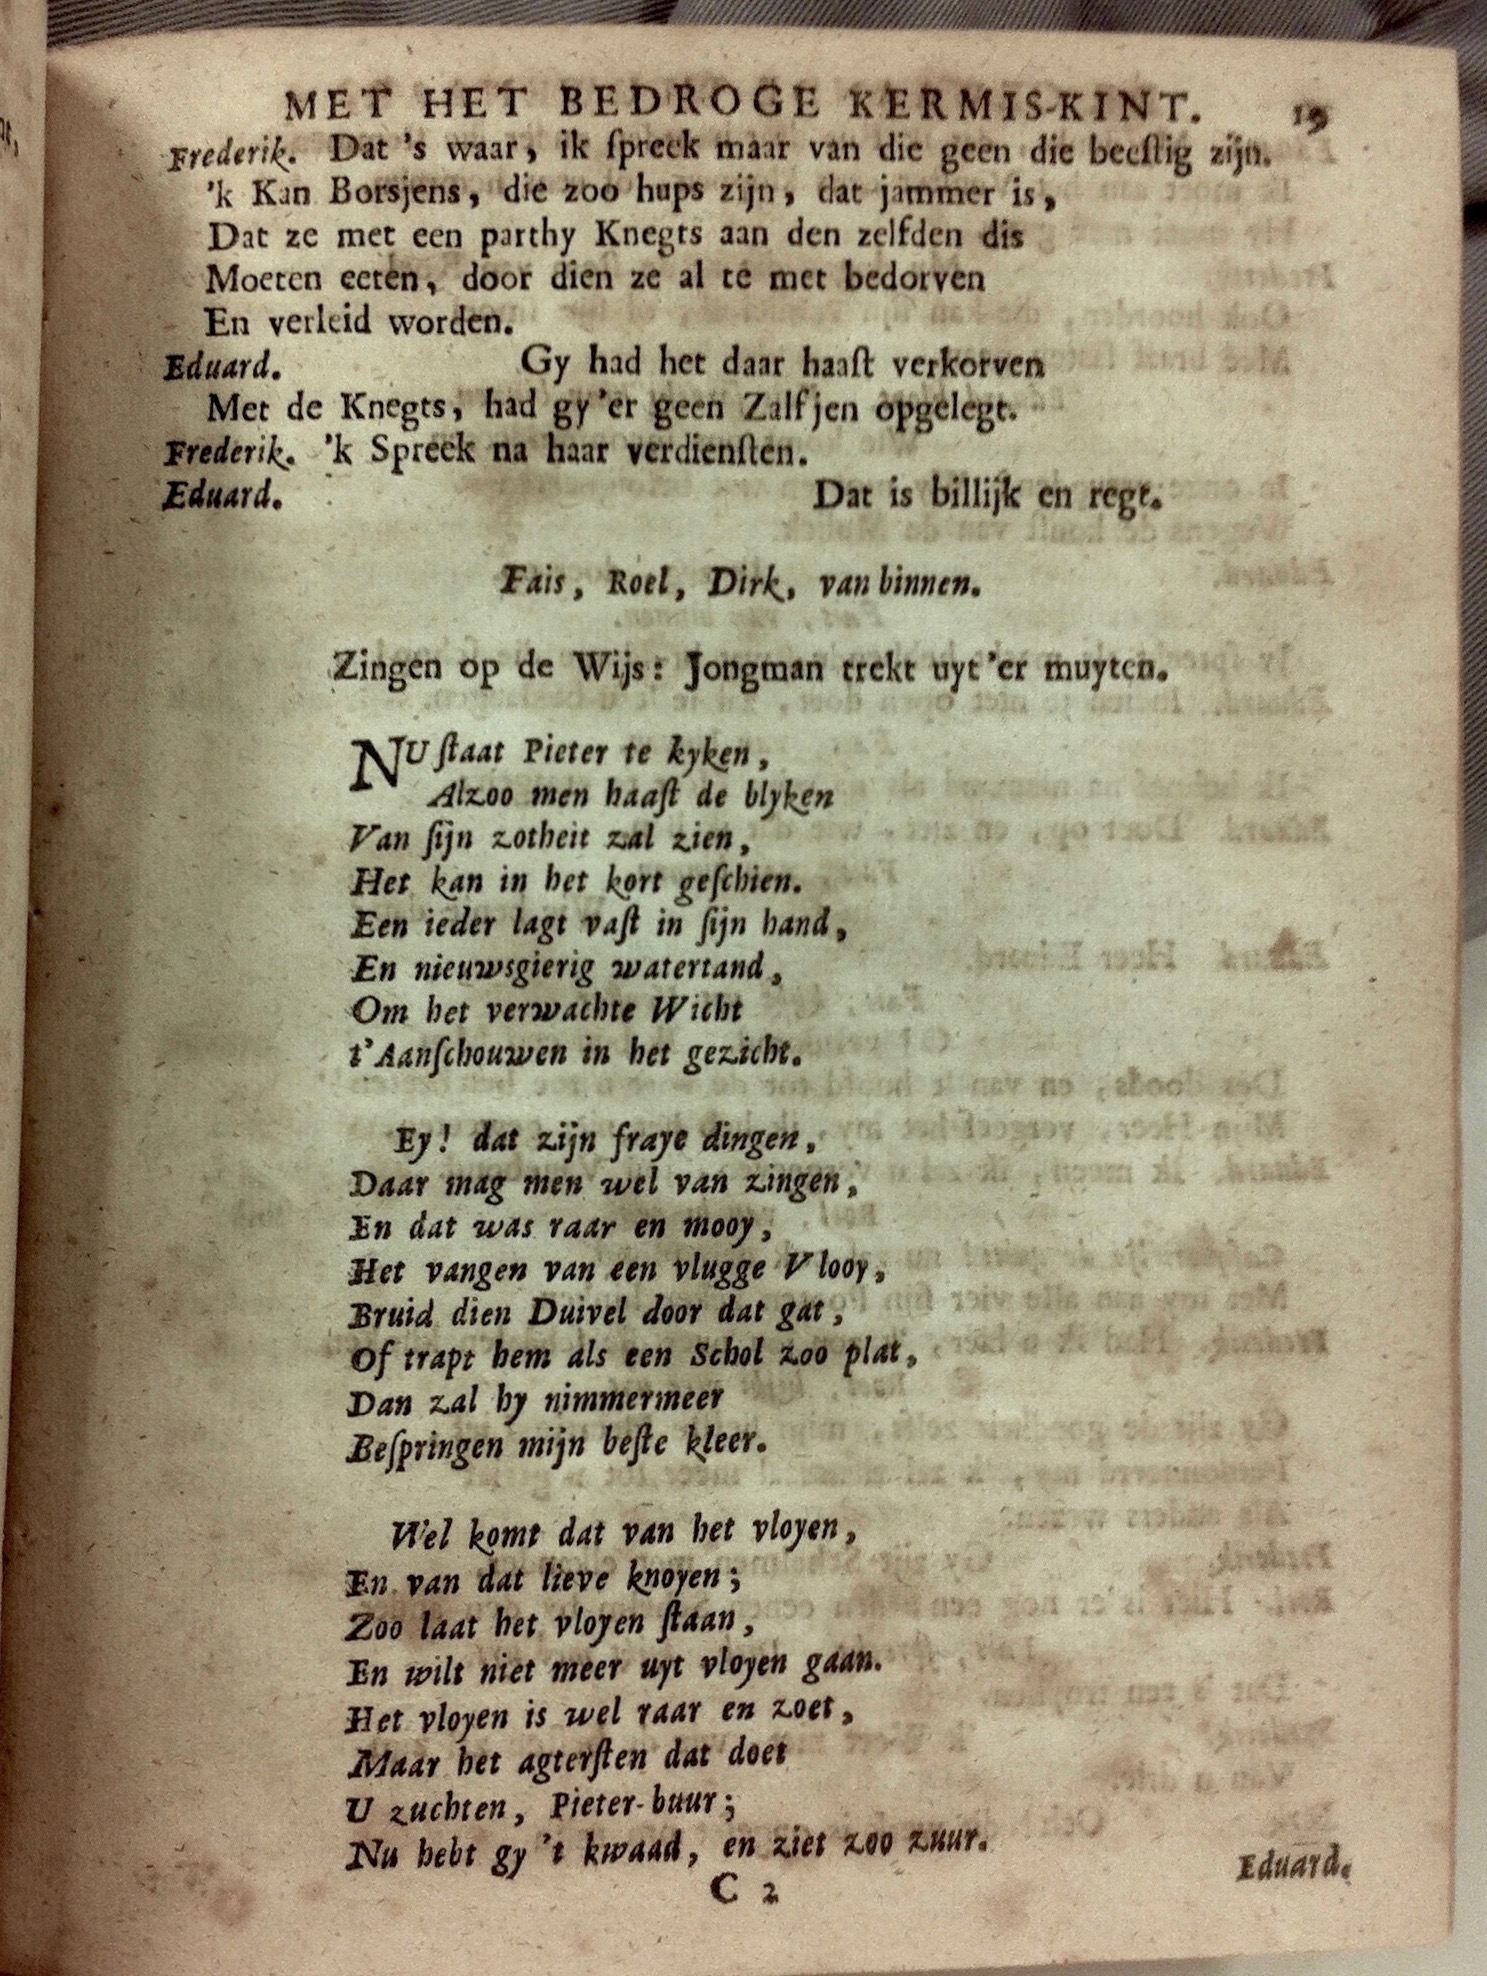 MET HET BEDROGE KERMIS-KINT. 19
Frederik. Dat 's waar, ik ſpreek maar van die geen die beeſtig zijn.
'k Kan Borsjens, die zoo hups zijn, dat jammer is,
Dat ze met een parthy Knegts aan den zelfden dis
Moeten eeten, door dien ze al te met bedorven
En verleid worden.
Eduard. Gy had het daar haaſt verkorven
Met de Knegts, had gy 'er geen Zalfjen opgelegt.
Frederik. 'k Spreek na haar verdienſten.
Eduard. Dat is billijk en regt.
Fais, Roel, Dirk, van binnen.
Zingen op de Wijs: Jongman trekt uyt 'er muyten.
NU ſtaat Pieter te kyken,
Alzoo men haaſt de blyken
Van ſijn zotheit zal zien,
Het kan in het kort geſchien.
Een ieder lagt vaſt in ſijn hand,
En nieuwsgierig watertand,
Om het verwachte Wicht
t'Aanſchouwen in het gezicht.
Ey! dat zijn fraye dingen,
Daar mag men wel van zingen,
En dat was raar en mooy,
Het vangen van een vlugge Vlooy,
Bruid dien Duivel door dat gat,
Of trapt hem als een Schol zoo plat,
Dan zal hy nimmermeer
Beſpringen mijn beſte kleer.
Wel komt dat van het vloyen,
En van dat lieve knoyen;
Zoo laat het vloyen ſtaan,
En wilt niet meer uyt vloyen gaan.
Het vloyen is wel raar en zoet,
Maar het agterſten dat doet
U zuchten, Pieter-buur;
Nu hebt gy 't kwaad, en ziet zoo zuur.
C 2 Eduard.